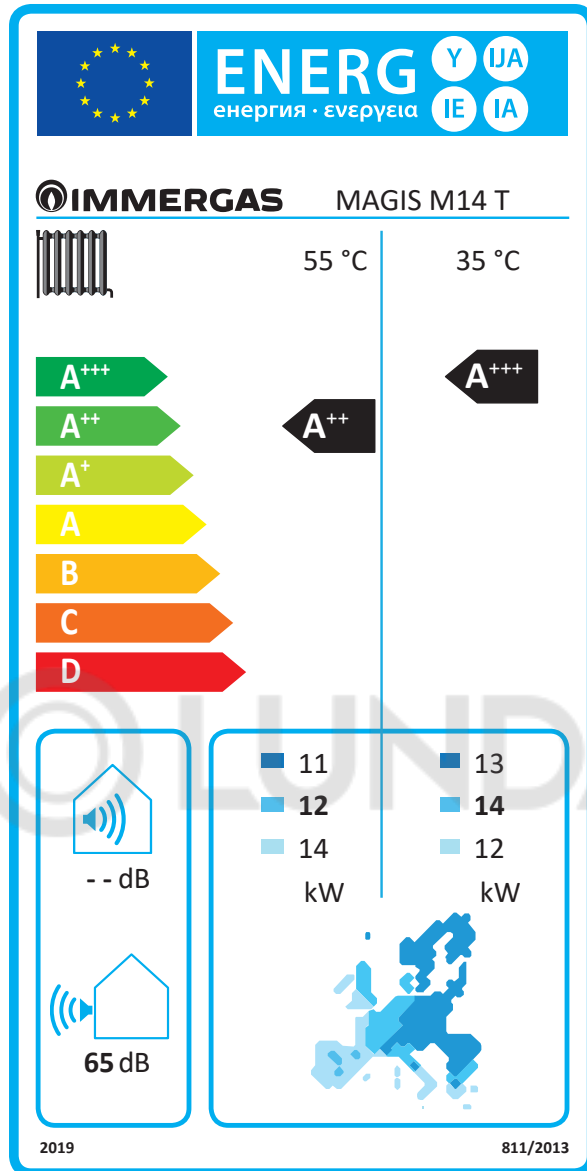 ENERG Y IJA
енергия · ενεργεια IE IA
IMMERGAS MAGIS M14 T
55 °C 35 °C
A+++ A+++
A++ A++
A+
A
B
C
D
LUNDA
11 13
12 14
14 12
kW kW
- - dB
65 dB
2019 811/2013